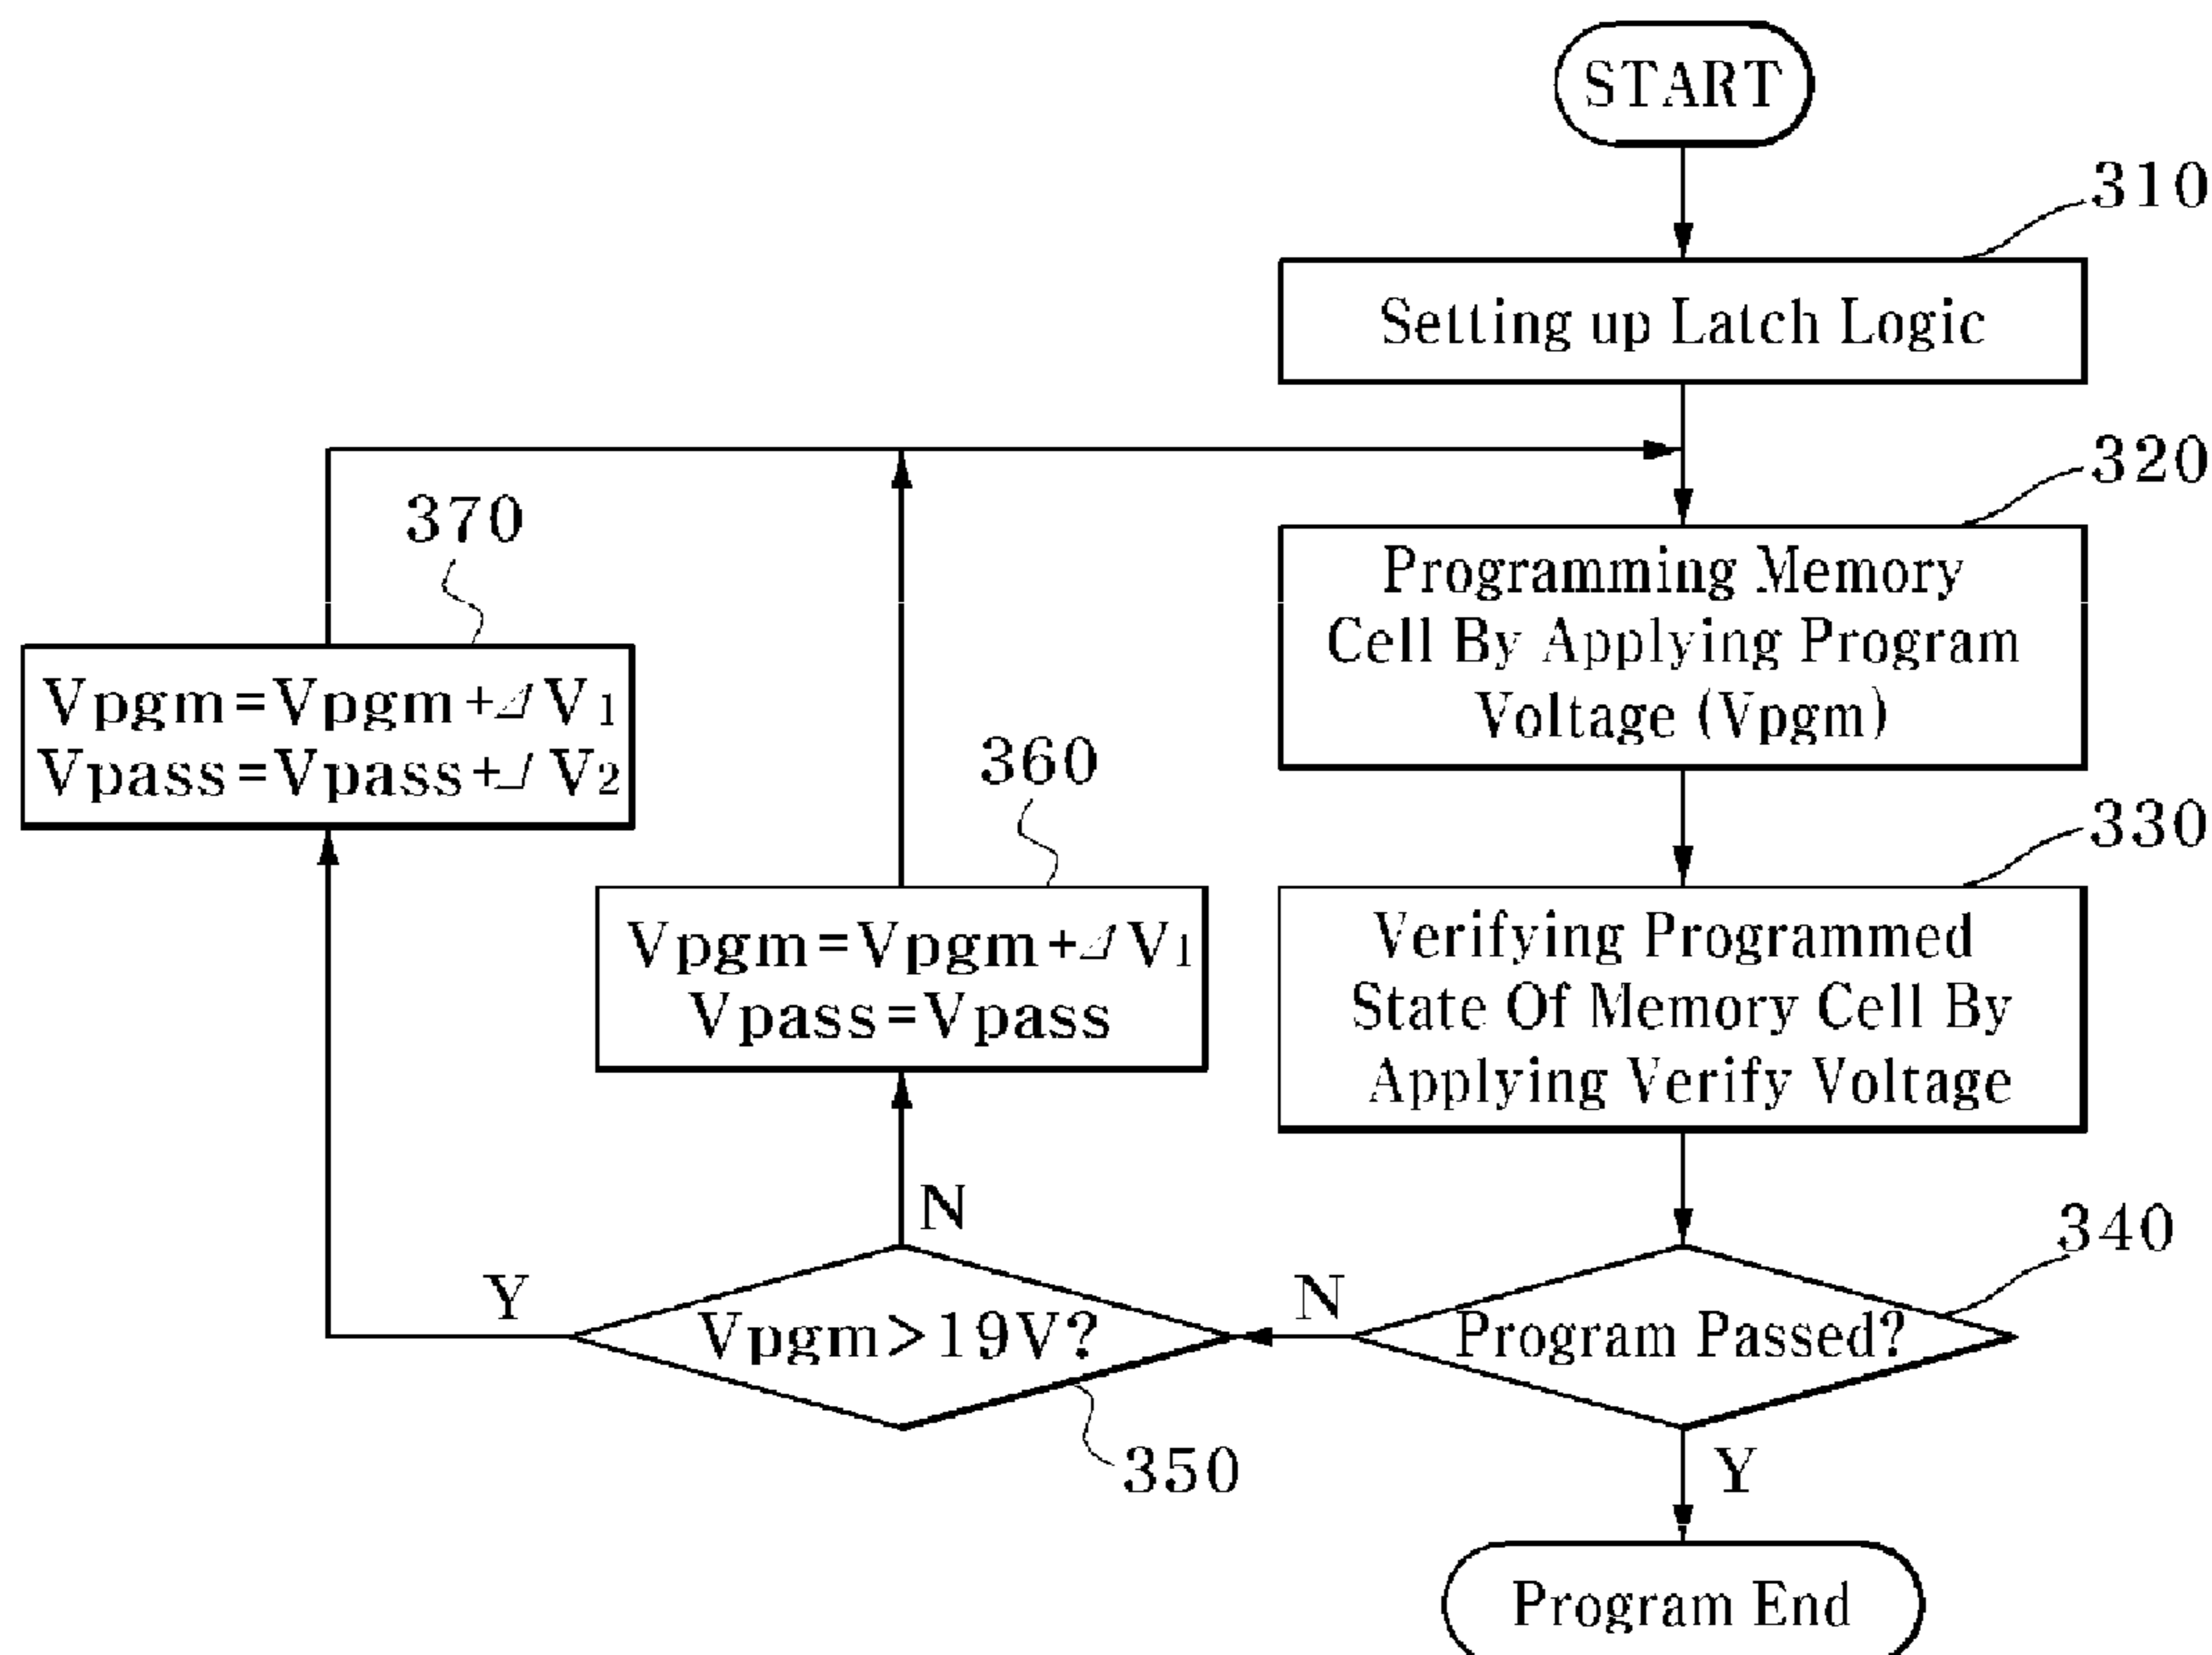 START
310
Setting up Latch Logic
320
Programming Memory
Cell By Applying Program
Voltage (Vpgm)
330
Verifying Programmed
State Of Memory Cell By
Applying Verify Voltage
340
Program Passed?
N
Y
Program End
Vpgm>19V?
350
N
Y
360
Vpgm=Vpgm+⊿V1
Vpass=Vpass
370
Vpgm=Vpgm+⊿V1
Vpass=Vpass+⊿V2